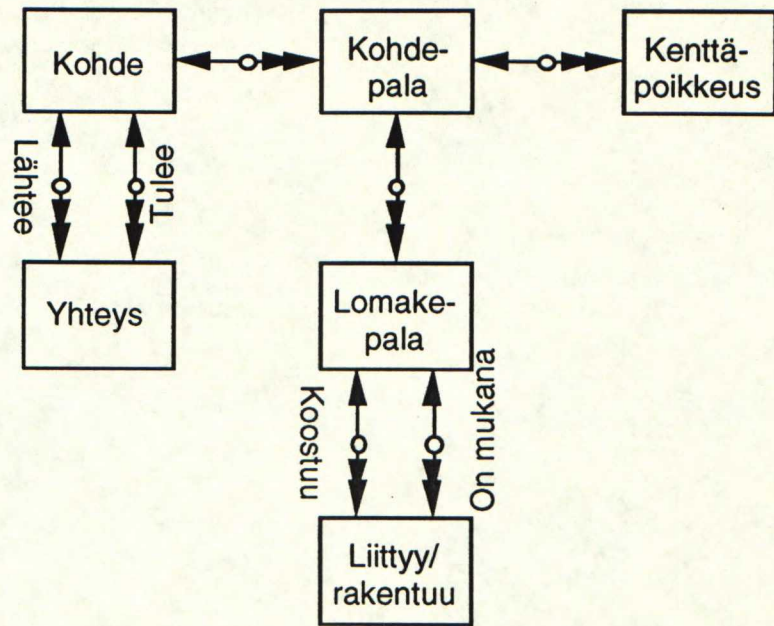 Kohde
Kohde-
pala
Kenttä-
poikkeus
Lähtee
Tulee
Yhteys
Lomake-
pala
Koostuu
On mukana
Liittyy/
rakentuu